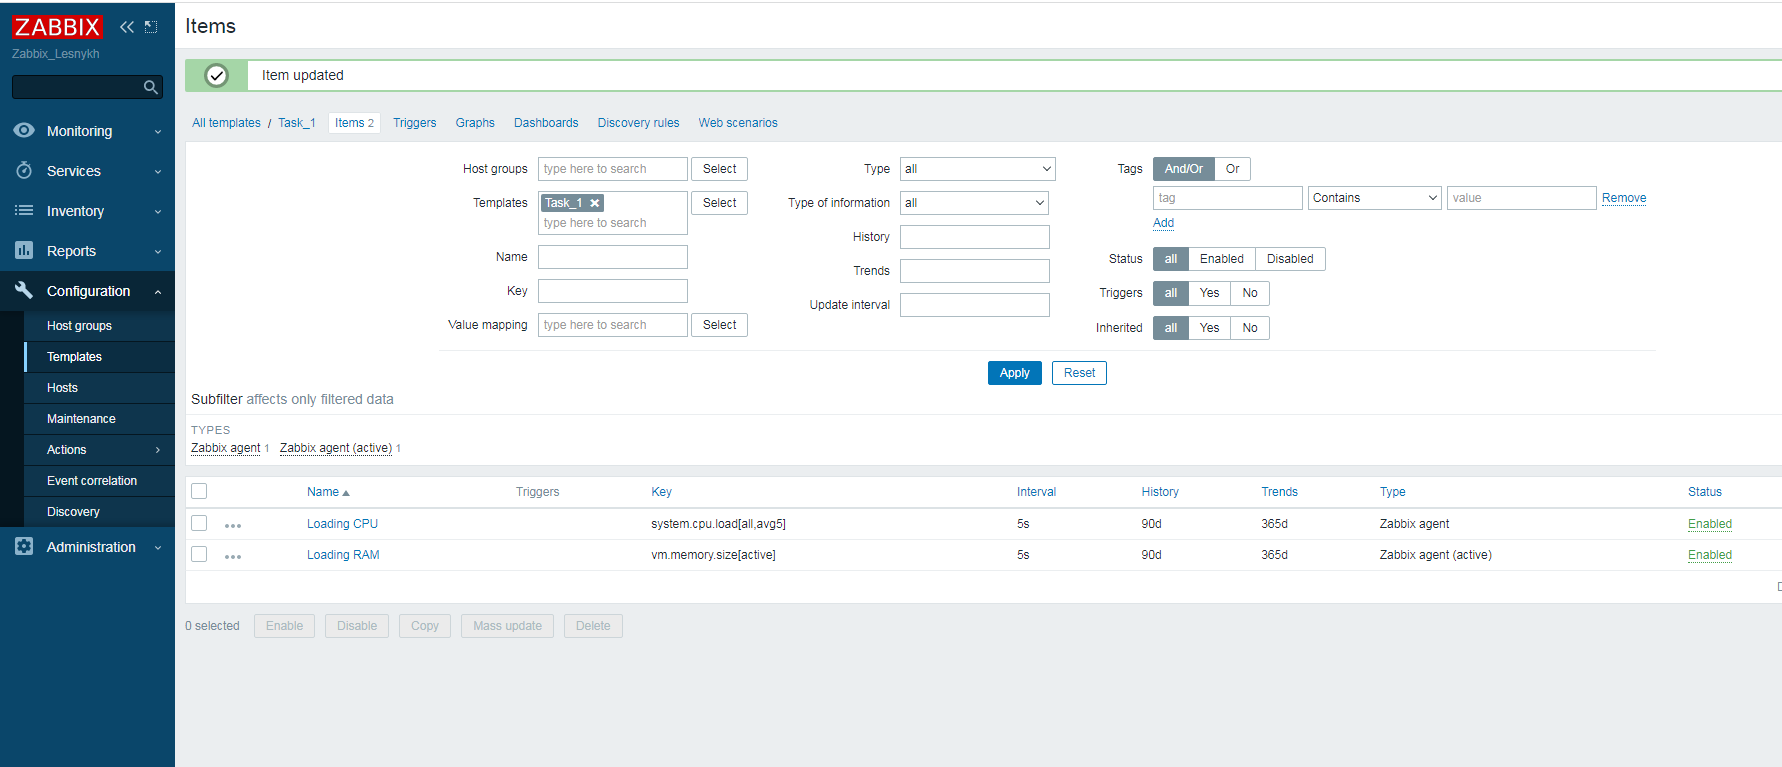 ZABBIX
Zabbix_Lesnykh
Monitoring
Services
Inventory
Reports
Configuration
Host groups
Templates
Hosts
Maintenance
Actions
Event correlation
Discovery
Administration
Items
Item updated
All templates / Task_1 Items 2 Triggers Graphs Dashboards Discovery rules Web scenarios
Host groups type here to search Select
Templates Task_1 Select
type here to search
Name
Key
Value mapping type here to search Select
Type all
Type of information all
History
Trends
Update interval
Tags And/Or Or
tag Contains value Remove
Add
Status all Enabled Disabled
Triggers all Yes No
Inherited all Yes No
Apply Reset
Subfilter affects only filtered data
TYPES
Zabbix agent 1 Zabbix agent (active) 1
Name Triggers Key Interval History Trends Type Status
Loading CPU system.cpu.load[all,avg5] 5s 90d 365d Zabbix agent Enabled
Loading RAM vm.memory.size[active] 5s 90d 365d Zabbix agent (active) Enabled
0 selected Enable Disable Copy Mass update Delete